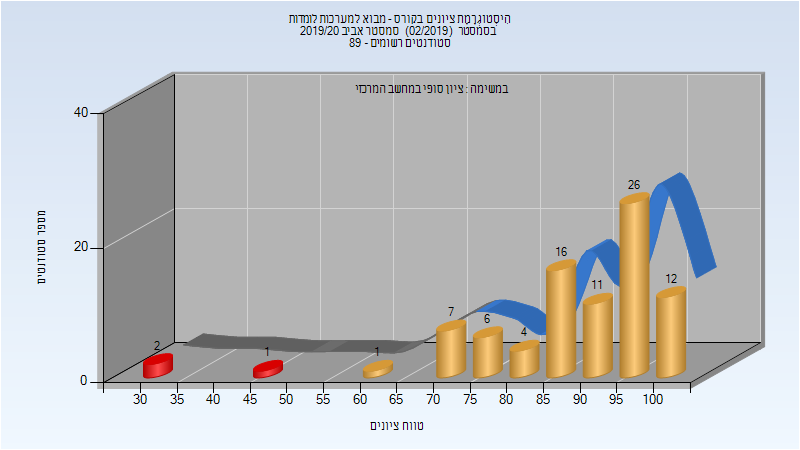 היסטוגרמת ציונים בקורס - מבוא למערכות לומדות
בסמסטר (02/2019) סמסטר אביב 2019/20
סטודנטים רשומים - 89
במשימה : ציון סופי במחשב המרכזי
40
20
0
מספר סטודנטים
2
1
1
7
6
4
16
11
26
12
30 35 40 45 50 55 60 65 70 75 80 85 90 95 100
טווח ציונים